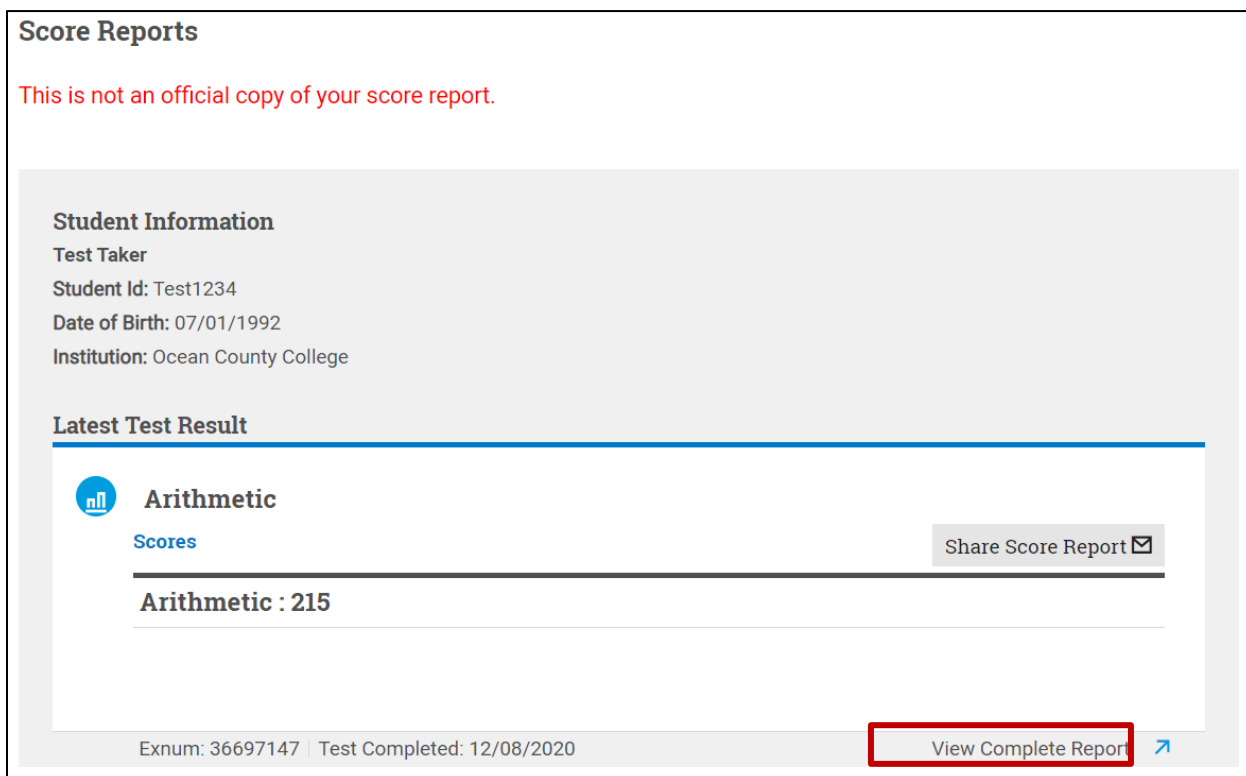 Score Reports
This is not an official copy of your score report.
Student Information
Test Taker
Student Id: Test1234
Date of Birth: 07/01/1992
Institution: Ocean County College
Latest Test Result
Arithmetic
Scores
Share Score Report
Arithmetic : 215
Exnum: 36697147 | Test Completed: 12/08/2020
View Complete Report